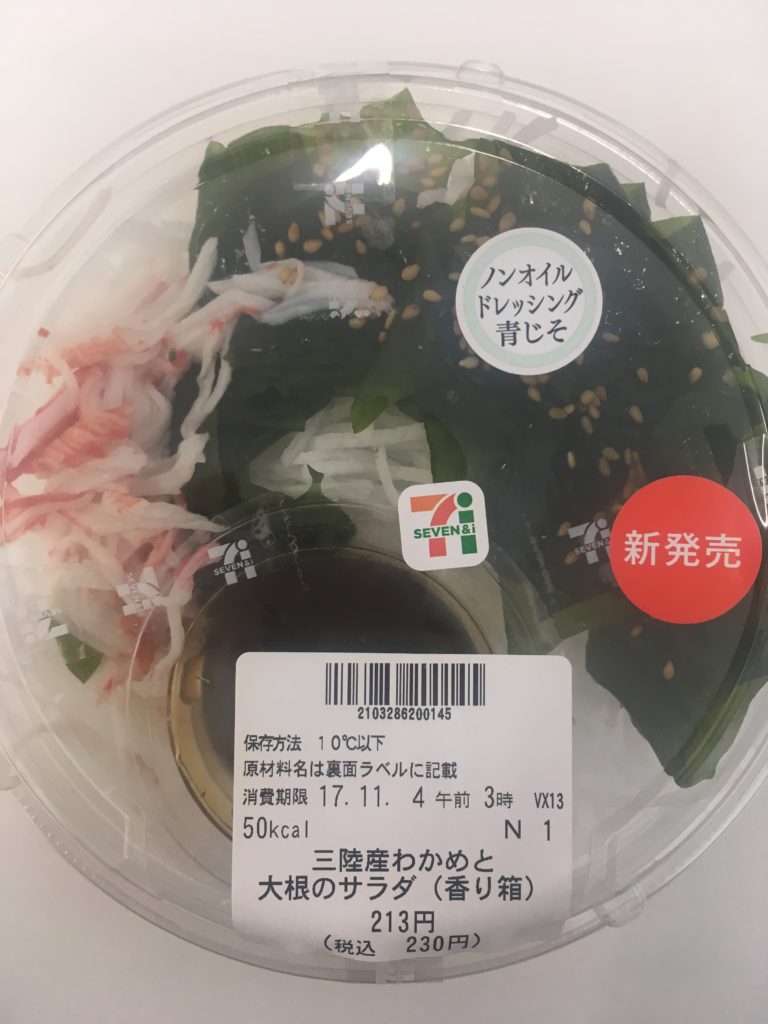 ノンオイル
ドレッシング
青じそ
SEVEN&i
新発売
SEVEN&i
2103286200145
保存方法 10℃以下
原材料名は裏面ラベルに記載
消費期限 17.11. 4 午前 3時 VX13
50kcal N 1
三陸産わかめと
大根のサラダ（香り箱）
213円
（税込 230円）